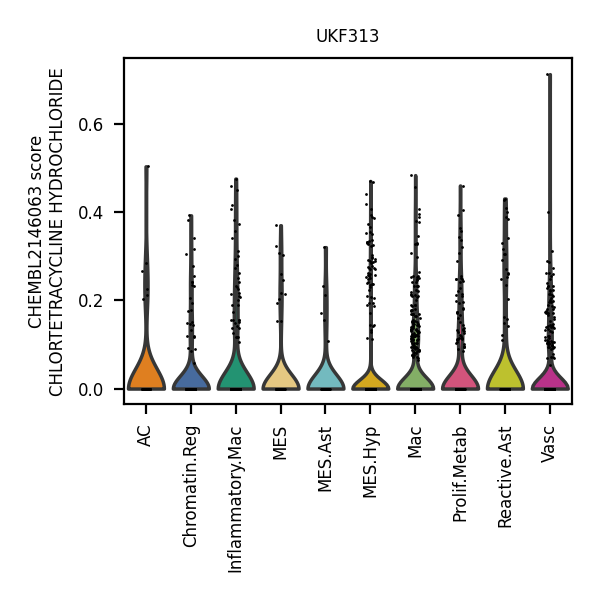 UKF313
CHEMBL2146063 score
CHLORTETRACYCLINE HYDROCHLORIDE
0.6
0.4
0.2
0.0
AC
Chromatin.Reg
Inflammatory.Mac
MES
MES.Ast
MES.Hyp
Mac
Prolif.Metab
Reactive.Ast
Vasc